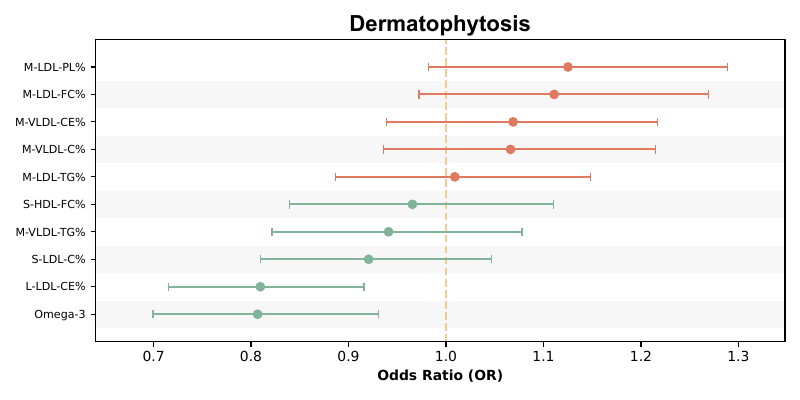 Dermatophytosis
M-LDL-PL%
M-LDL-FC%
M-VLDL-CE%
M-VLDL-C%
M-LDL-TG%
S-HDL-FC%
M-VLDL-TG%
S-LDL-C%
L-LDL-CE%
Omega-3
0.7 0.8 0.9 1.0 1.1 1.2 1.3
Odds Ratio (OR)